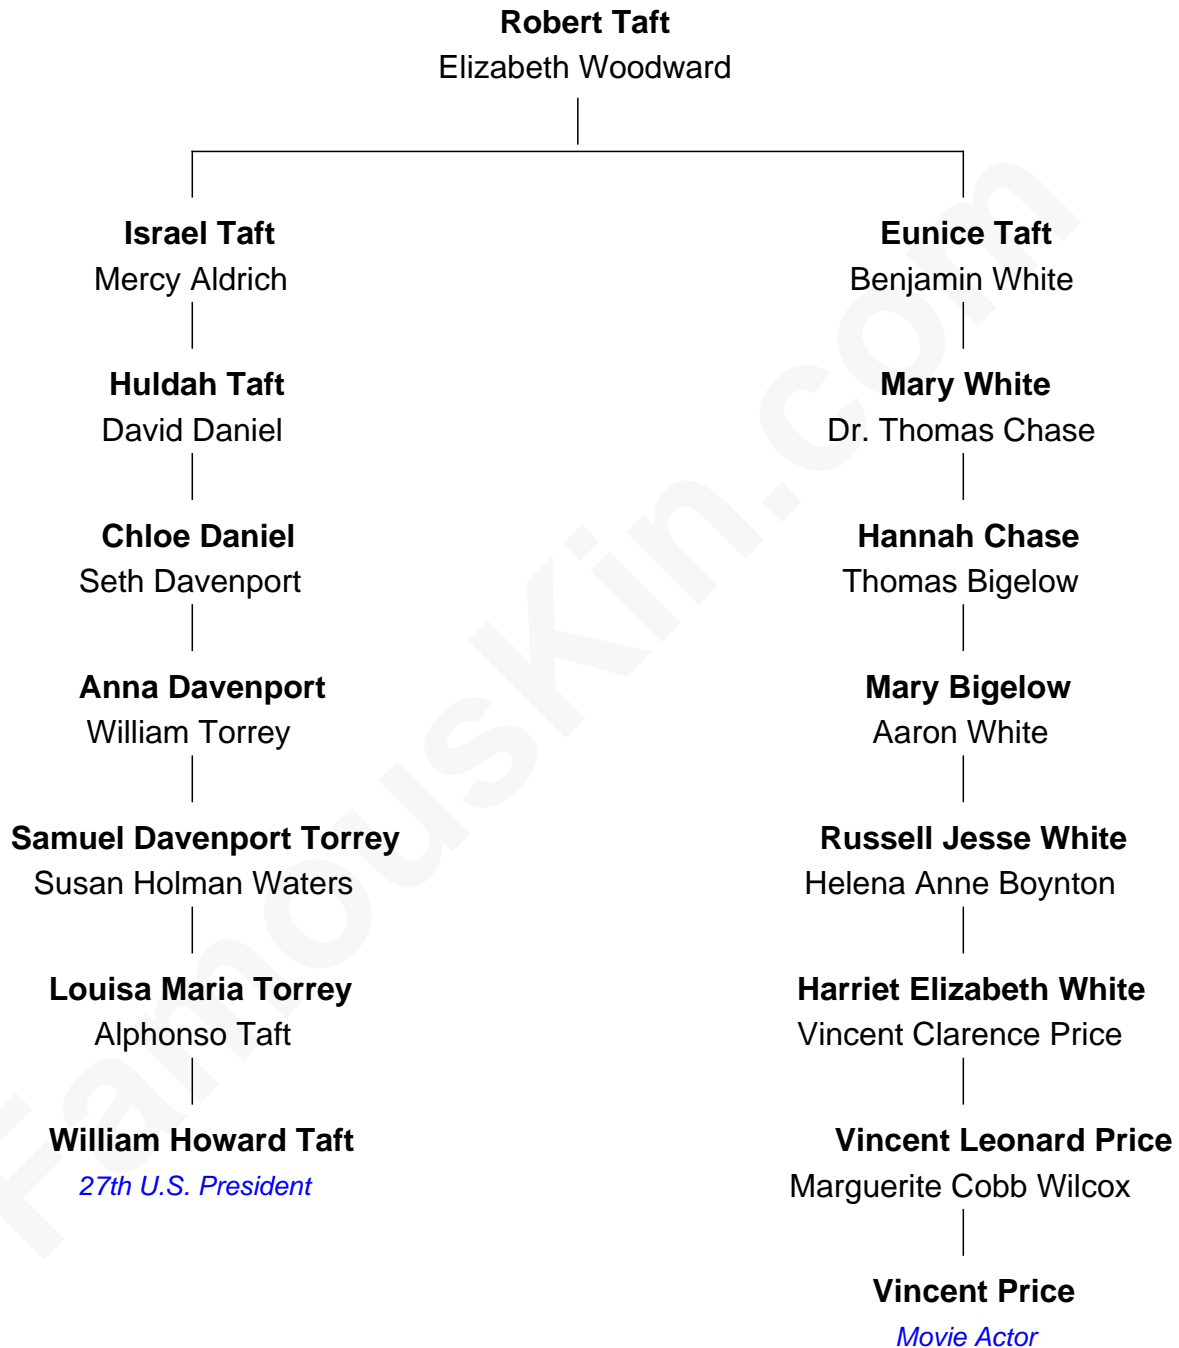 Robert Taft
Elizabeth Woodward
Israel Taft
Mercy Aldrich
Huldah Taft
David Daniel
Chloe Daniel
Seth Davenport
Anna Davenport
William Torrey
Samuel Davenport Torrey
Susan Holman Waters
Louisa Maria Torrey
Alphonso Taft
William Howard Taft
27th U.S. President
Eunice Taft
Benjamin White
Mary White
Dr. Thomas Chase
Hannah Chase
Thomas Bigelow
Mary Bigelow
Aaron White
Russell Jesse White
Helena Anne Boynton
Harriet Elizabeth White
Vincent Clarence Price
Vincent Leonard Price
Marguerite Cobb Wilcox
Vincent Price
Movie Actor
FamousKin.com